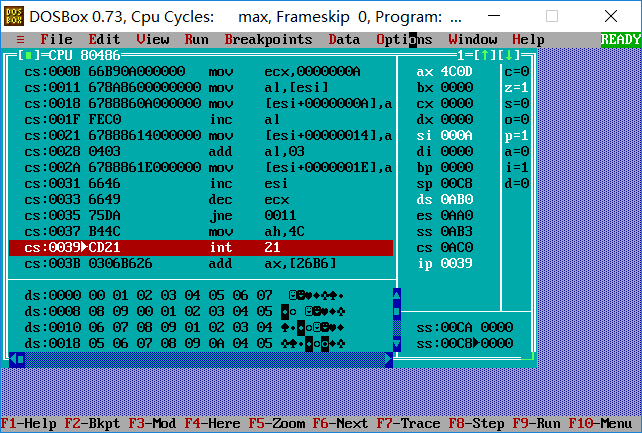 DOSBox 0.73, Cpu Cycles: max, Frameskip 0, Program: ...
≡ File Edit View Run Breakpoints Data Options Window Help READY
[■]=CPU 80486 1=[↑][↓]
cs:000B 66B90A000000 mov ecx,0000000A ax 4C0D c=0
cs:0011 678A8600000000 mov al,[esi] bx 0000 z=1
cs:0018 6788860A000000 mov [esi+0000000A],a cx 0000 s=0
cs:001F FEC0 inc al dx 0000 o=0
cs:0021 67888614000000 mov [esi+00000014],a si 000A p=1
cs:0028 0403 add al,03 di 0000 a=0
cs:002A 6788861E000000 mov [esi+0000001E],a bp 0000 i=1
cs:0031 6646 inc esi sp 00C8 d=0
cs:0033 6649 dec ecx ds 0AB0
cs:0035 75DA jne 0011 es 0AA0
cs:0037 B44C mov ah,4C ss 0AB3
cs:0039►CD21 int 21 cs 0AC0
cs:003B 0306B626 add ax,[26B6] ip 0039
ds:0000 00 01 02 03 04 05 06 07 ☺☻♥♦♣♠•
ds:0008 08 09 00 01 02 03 04 05 ◘○ ☺☻♥♦♣
ds:0010 06 07 08 09 01 02 03 04 ♠•◘○☺☻♥♦ ss:00CA 0000
ds:0018 05 06 07 08 09 0A 04 05 ♣♠•◘○◙♦♣ ss:00C8►0000
F1-Help F2-Bkpt F3-Mod F4-Here F5-Zoom F6-Next F7-Trace F8-Step F9-Run F10-Menu